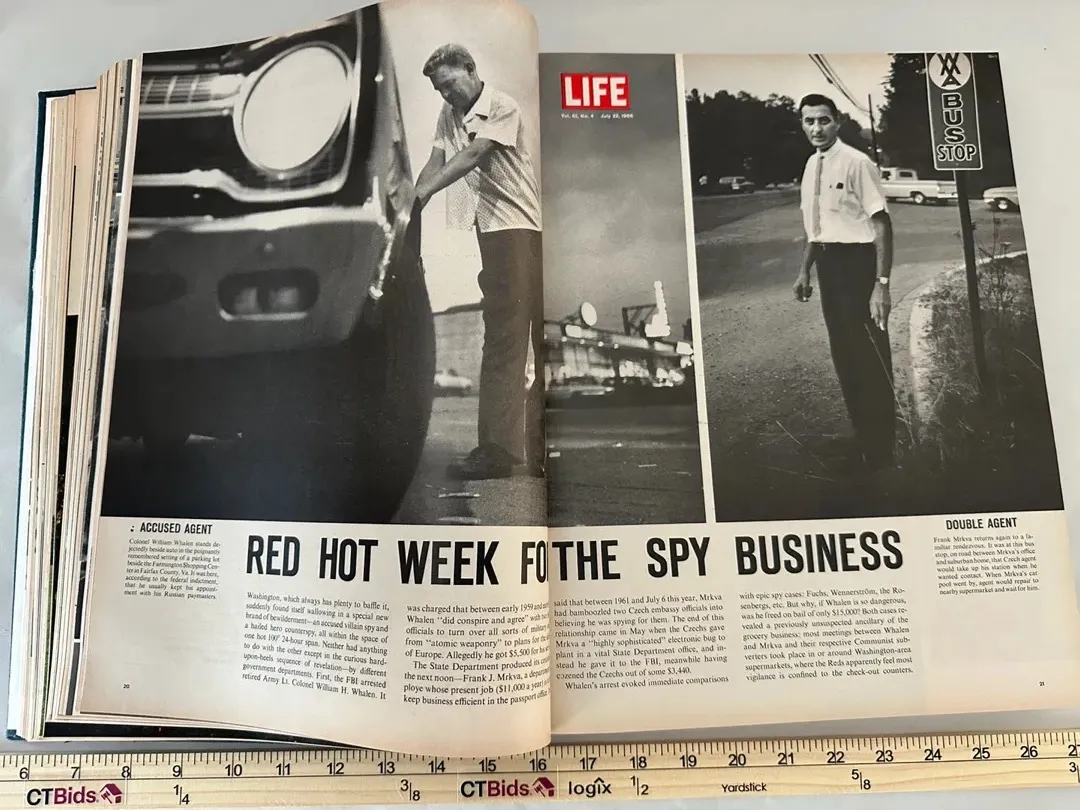 LIFE
Vol. 61, No. 4 July 22, 1966
XX
BUS
STOP
: ACCUSED AGENT
Colonel William Whalen stands de-
jectedly beside auto in the poignantly
remembered setting of a parking lot
beside the Farmington Shopping Cen-
ter in Fairfax County, Va. It was here,
according to the federal indictment,
that he usually kept his appoint-
ment with his Russian paymasters.
RED HOT WEEK FO THE SPY BUSINESS
DOUBLE AGENT
Frank Mrkva returns again to a fa-
miliar rendezvous. It was at this bus
stop, on road between Mrkva's office
and suburban home, that Czech agent
would take up his station when he
wanted contact. When Mrkva's car
pool went by, agent would repair to
nearby supermarket and wait for him.
Washington, which always has plenty to baffle it,
suddenly found itself wallowing in a special new
brand of bewilderment—an accused villain spy and
a hailed hero counterspy, all within the space of
one hot 100° 24-hour span. Neither had anything
to do with the other except in the curious hard-
upon-heels sequence of revelation—by different
government departments. First, the FBI arrested
retired Army Lt. Colonel William H. Whalen. It
was charged that between early 1959 and
Whalen "did conspire and agree" with
officials to turn over all sorts of military
from "atomic weaponry" to plans for the
of Europe. Allegedly he got $5,500 for his
The State Department produced its
the next noon—Frank J. Mrkva, a
ploye whose present job ($11,000 a year)
keep business efficient in the passport
said that between 1961 and July 6 this year, Mrkva
had bamboozled two Czech embassy officials into
believing he was spying for them. The end of this
relationship came in May when the Czechs gave
Mrkva a "highly sophisticated" electronic bug to
plant in a vital State Department office, and in-
stead he gave it to the FBI, meanwhile having
cozened the Czechs out of some $3,440.
Whalen's arrest evoked immediate comparisons
with epic spy cases: Fuchs, Wennerström, the Ro-
senbergs, etc. But why, if Whalen is so dangerous,
was he freed on bail of only $15,000? Both cases re-
vealed a previously unsuspected ancillary of the
grocery business: most meetings between Whalen
and Mrkva and their respective Communist sub-
verters took place in or around Washington-area
supermarkets, where the Reds apparently feel most
vigilance is confined to the check-out counters.
20
21
6 7 8 9 10 11 12 13 14 15 16 17 18 19 20 21 22 23 24 25 26
CTBids 1/4 3/8 CTBids logix 1/2 Yardstick 5/8